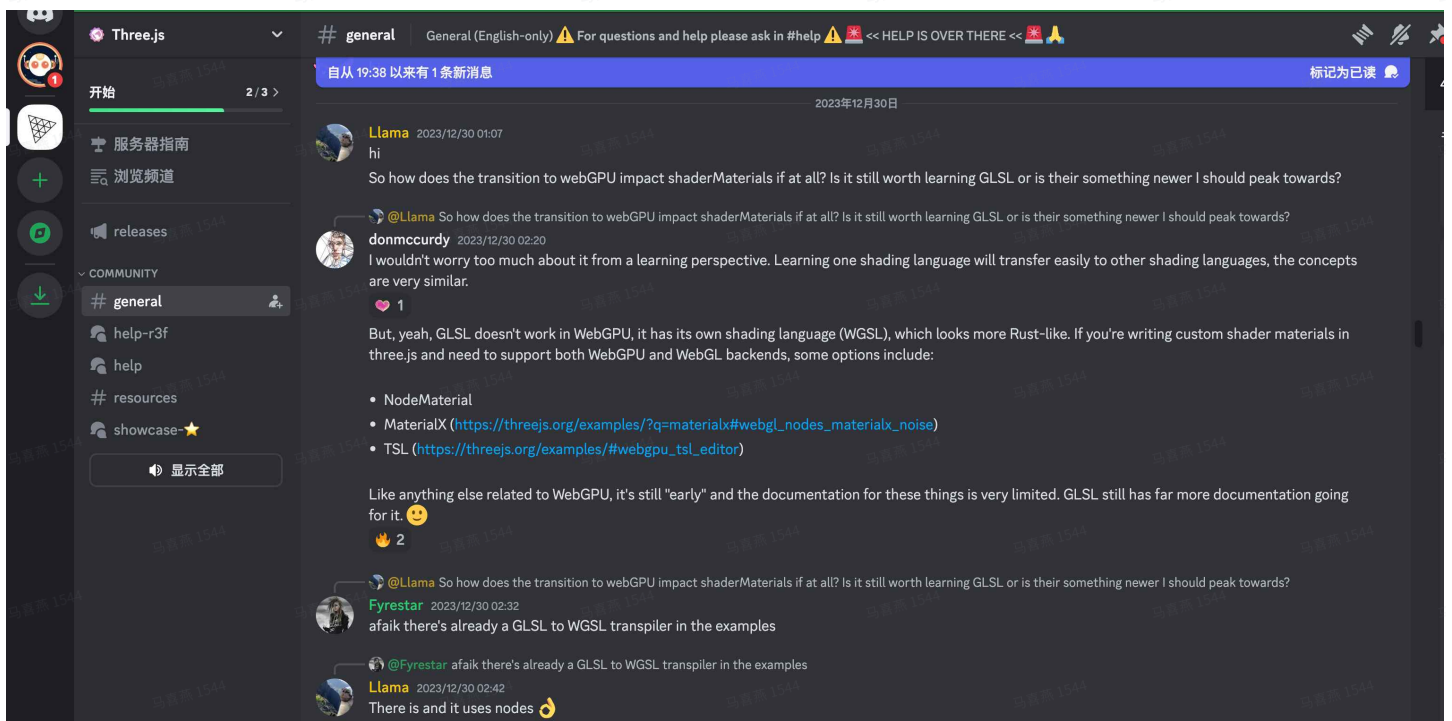 Three.js
general
General (English-only) ⚠️ For questions and help please ask in #help ⚠️ 🚨 << HELP IS OVER THERE << 🚨 🙏
1
自从 19:38 以来有 1 条新消息
标记为已读
开始
2/3
服务器指南
浏览频道
releases
COMMUNITY
general
help-r3f
help
resources
showcase-⭐
显示全部
2023年12月30日
Llama 2023/12/30 01:07
hi
So how does the transition to webGPU impact shaderMaterials if at all? Is it still worth learning GLSL or is their something newer I should peak towards?
@Llama So how does the transition to webGPU impact shaderMaterials if at all? Is it still worth learning GLSL or is their something newer I should peak towards?
donmccurdy 2023/12/30 02:20
I wouldn't worry too much about it from a learning perspective. Learning one shading language will transfer easily to other shading languages, the concepts
are very similar.
💗 1
But, yeah, GLSL doesn't work in WebGPU, it has its own shading language (WGSL), which looks more Rust-like. If you're writing custom shader materials in
three.js and need to support both WebGPU and WebGL backends, some options include:
• NodeMaterial
• MaterialX (https://threejs.org/examples/?q=materialx#webgl_nodes_materialx_noise)
• TSL (https://threejs.org/examples/#webgpu_tsl_editor)
Like anything else related to WebGPU, it's still "early" and the documentation for these things is very limited. GLSL still has far more documentation going
for it. 🙂
🔥 2
@Llama So how does the transition to webGPU impact shaderMaterials if at all? Is it still worth learning GLSL or is their something newer I should peak towards?
Fyrestar 2023/12/30 02:32
afaik there's already a GLSL to WGSL transpiler in the examples
@Fyrestar afaik there's already a GLSL to WGSL transpiler in the examples
Llama 2023/12/30 02:42
There is and it uses nodes 👌